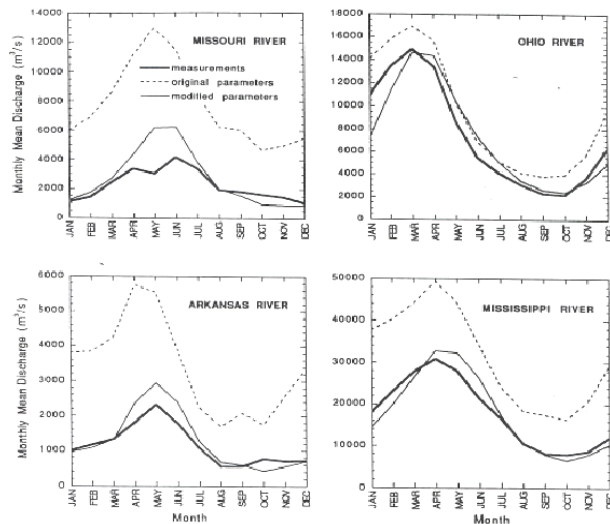 MISSOURI RIVER
measurements
original parameters
modified parameters
Monthly Mean Discharge (m³/s)
14000
12000
10000
8000
6000
4000
2000
0
JAN
FEB
MAR
APR
MAY
JUN
JUL
AUG
SEP
OCT
NOV
DEC
OHIO RIVER
18000
16000
14000
12000
10000
8000
6000
4000
2000
0
JAN
FEB
MAR
APR
MAY
JUN
JUL
AUG
SEP
OCT
NOV
DEC
ARKANSAS RIVER
Monthly Mean Discharge (m³/s)
6000
5000
4000
3000
2000
1000
0
JAN
FEB
MAR
APR
MAY
JUN
JUL
AUG
SEP
OCT
NOV
DEC
Month
MISSISSIPPI RIVER
50000
40000
30000
20000
10000
0
JAN
FEB
MAR
APR
MAY
JUN
JUL
AUG
SEP
OCT
NOV
DEC
Month